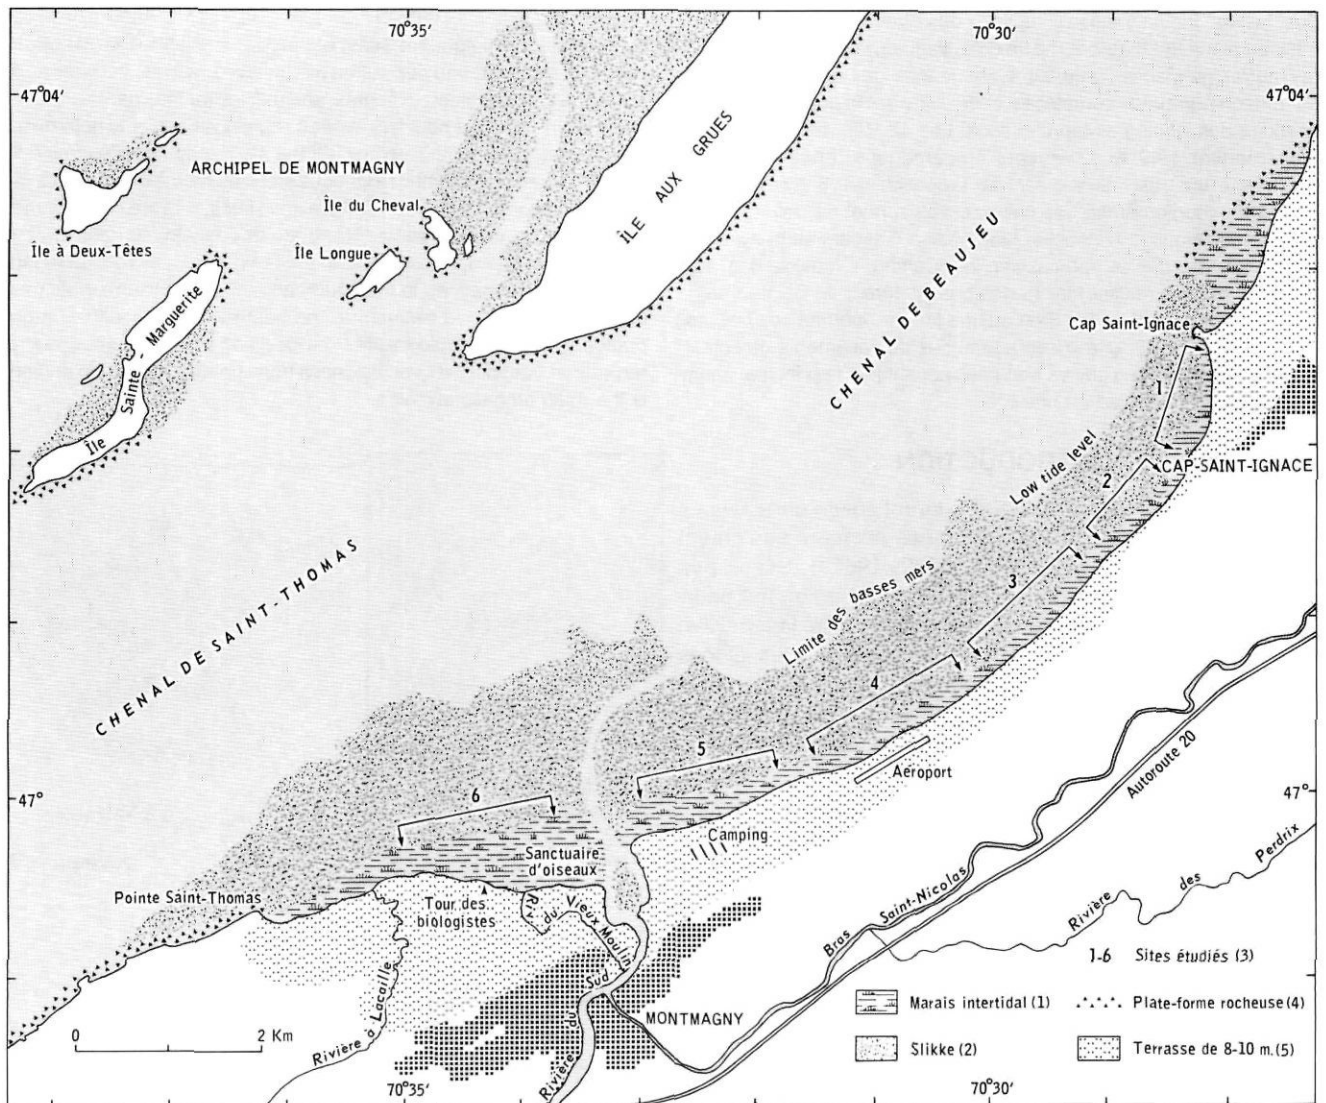 70°35'
70°30'
47°04'
47°04'
ARCHIPEL DE MONTMAGNY
Île à Deux-Têtes
Île du Cheval
Île Longue
ÎLE AUX GRUES
Île Sainte Marguerite
CHENAL DE BEAUJEU
Cap Saint-Ignace
1
CAP-SAINT-IGNACE
2
Low tide level
3
Limite des basses mers
CHENAL DE SAINT-THOMAS
4
5
6
Aéroport
Autoroute 20
47°
47°
Camping
Sanctuaire
d'oiseaux
Pointe Saint-Thomas
Tour des
biologistes
Riv. du Vieux Moulin
Bras Saint-Nicolas
Rivière des Perdrix
Rivière à Lacaille
Rivière du Sud
MONTMAGNY
0 2 Km
1-6 Sites étudiés (3)
Marais intertidal (1)
Plate-forme rocheuse (4)
Slikke (2)
Terrasse de 8-10 m. (5)
70°35'
70°30'